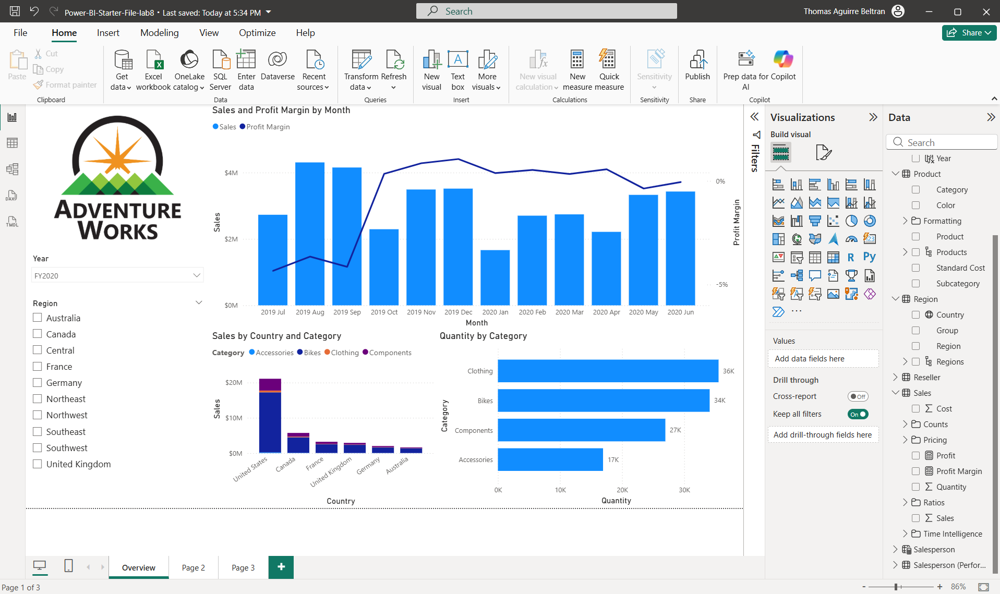 Power-BI-Starter-File-lab8 • Last saved: Today at 5:34 PM
Search
Thomas Aguirre Beltran
File
Home
Insert
Modeling
View
Optimize
Help
Share
Paste
Cut
Copy
Format painter
Clipboard
Get data
Excel workbook
OneLake catalog
SQL Server
Enter data
Dataverse
Recent sources
Data
Transform data
Refresh
Queries
New visual
Text box
More visuals
Insert
New visual calculation
New measure
Quick measure
Calculations
Sensitivity
Sensitivity
Publish
Share
Prep data for AI
Copilot
Copilot
DAX
TMDL
ADVENTURE
WORKS
Year
FY2020
Region
Australia
Canada
Central
France
Germany
Northeast
Northwest
Southeast
Southwest
United Kingdom
Sales and Profit Margin by Month
Sales
Profit Margin
$4M
$2M
$0M
Sales
0%
-5%
Profit Margin
2019 Jul
2019 Aug
2019 Sep
2019 Oct
2019 Nov
2019 Dec
2020 Jan
2020 Feb
2020 Mar
2020 Apr
2020 May
2020 Jun
Month
Sales by Country and Category
Category
Accessories
Bikes
Clothing
Components
$20M
$10M
$0M
Sales
United States
Canada
France
United Kingdom
Germany
Australia
Country
Quantity by Category
Category
Clothing
36K
Bikes
34K
Components
27K
Accessories
17K
0K
10K
20K
30K
Quantity
Filters
Visualizations
Build visual
123
R
Py
Values
Add data fields here
Drill through
Cross-report
Off
Keep all filters
On
Add drill-through fields here
Data
Search
Year
Product
Category
Color
Formatting
Product
Products
Standard Cost
Subcategory
Region
Country
Group
Region
Regions
Reseller
Sales
Cost
Counts
Pricing
Profit
Profit Margin
Quantity
Ratios
Sales
Time Intelligence
Salesperson
Salesperson (Perfor...
Overview
Page 2
Page 3
Page 1 of 3
86%